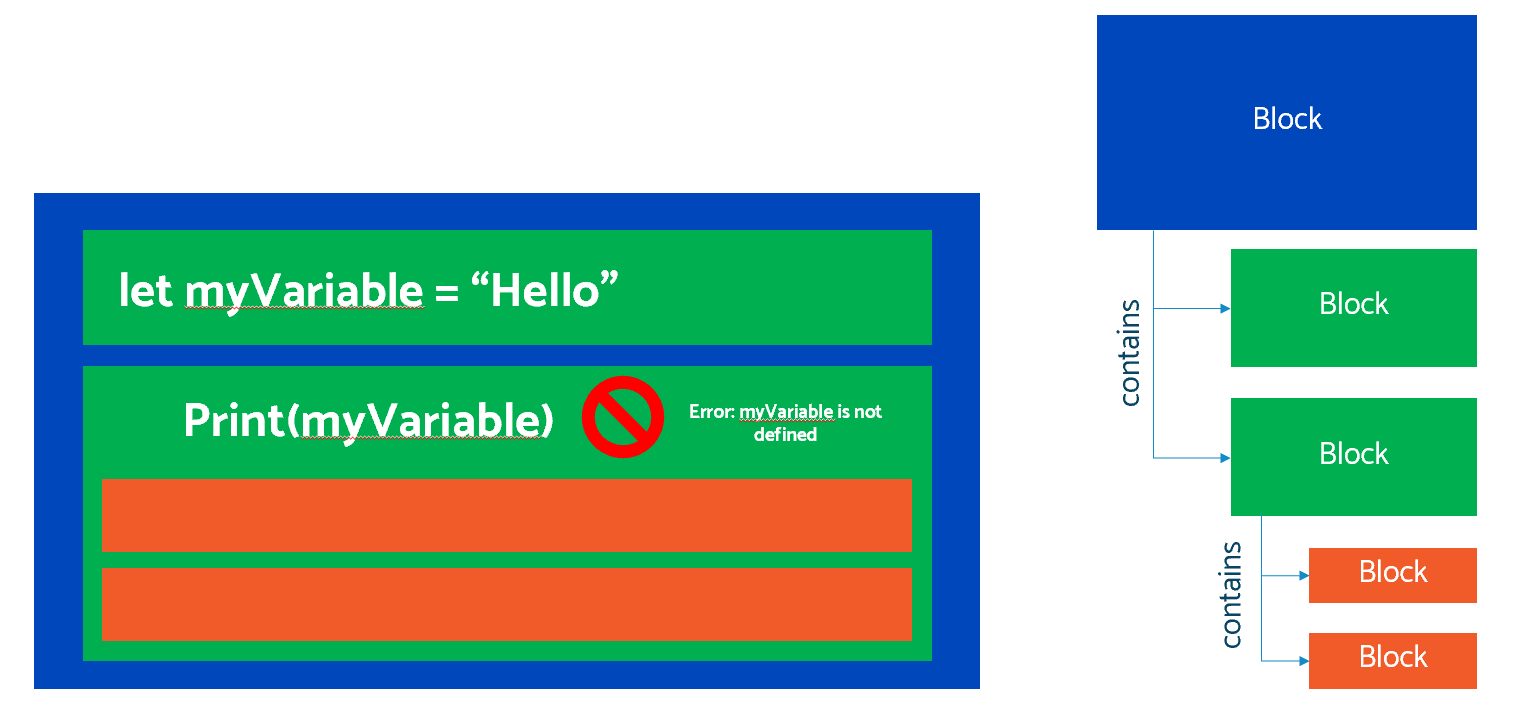 let myVariable = “Hello”
Print(myVariable)
Error: myVariable is not
defined
Block
contains
Block
Block
contains
Block
Block